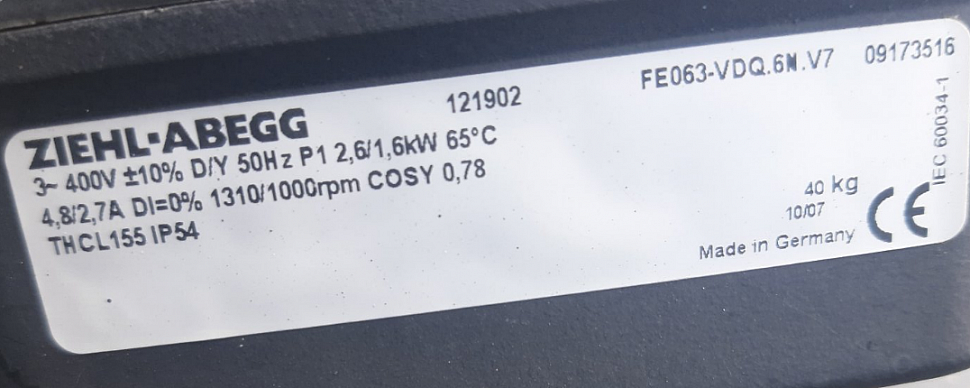 ZIEHL-ABEGG 121902 FE063-VDQ.6N.V7 09173516
3~ 400V ±10% D/Y 50Hz P1 2,6/1,6kW 65°C
4,8/2,7A DI=0% 1310/1000rpm COSY 0,78
THCL155 IP54
40 kg
10/07
Made in Germany
CE
IEC 60034-1